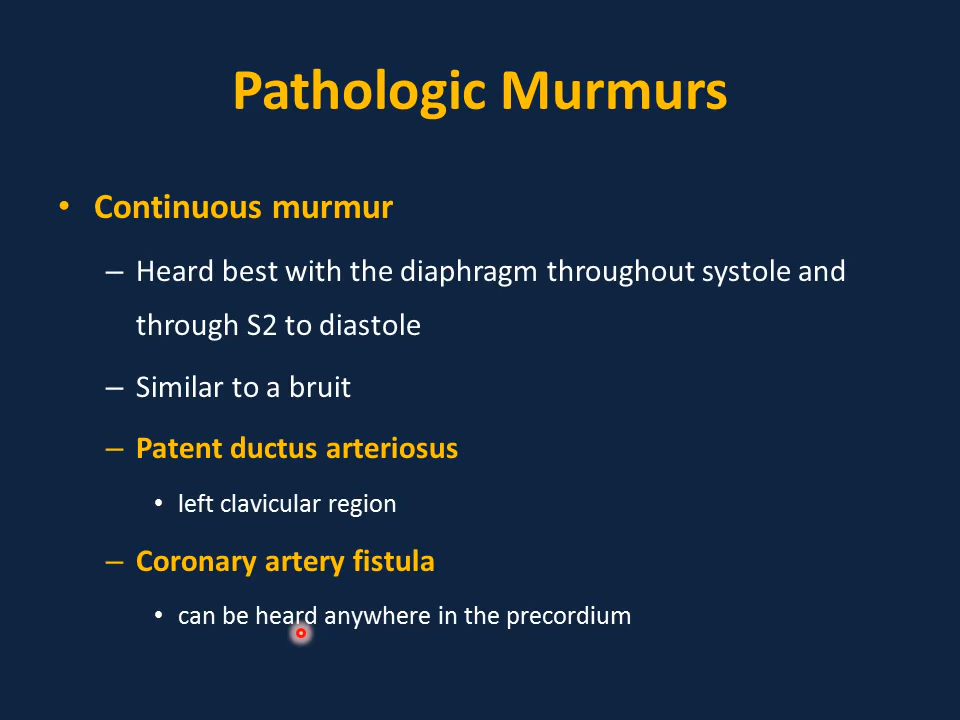 Pathologic Murmurs
• Continuous murmur
– Heard best with the diaphragm throughout systole and
through S2 to diastole
– Similar to a bruit
– Patent ductus arteriosus
• left clavicular region
– Coronary artery fistula
• can be heard anywhere in the precordium